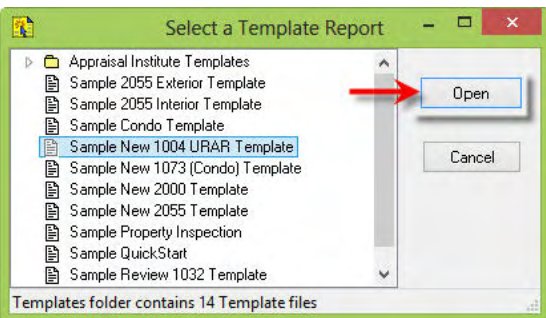 Select a Template Report
Appraisal Institute Templates
Sample 2055 Exterior Template
Sample 2055 Interior Template
Sample Condo Template
Sample New 1004 URAR Template
Sample New 1073 (Condo) Template
Sample New 2000 Template
Sample New 2055 Template
Sample Property Inspection
Sample QuickStart
Sample Review 1032 Template
Open
Cancel
Templates folder contains 14 Template files